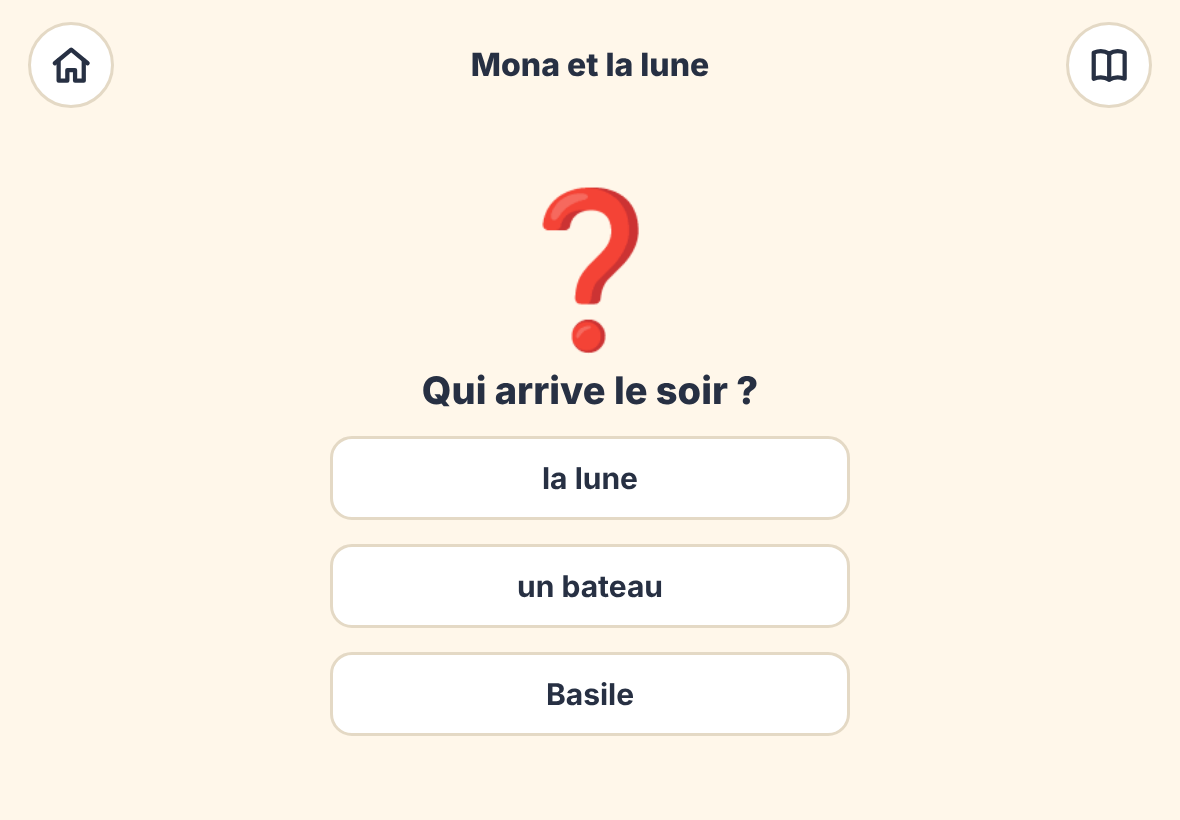 Mona et la lune
❓
Qui arrive le soir ?
la lune
un bateau
Basile